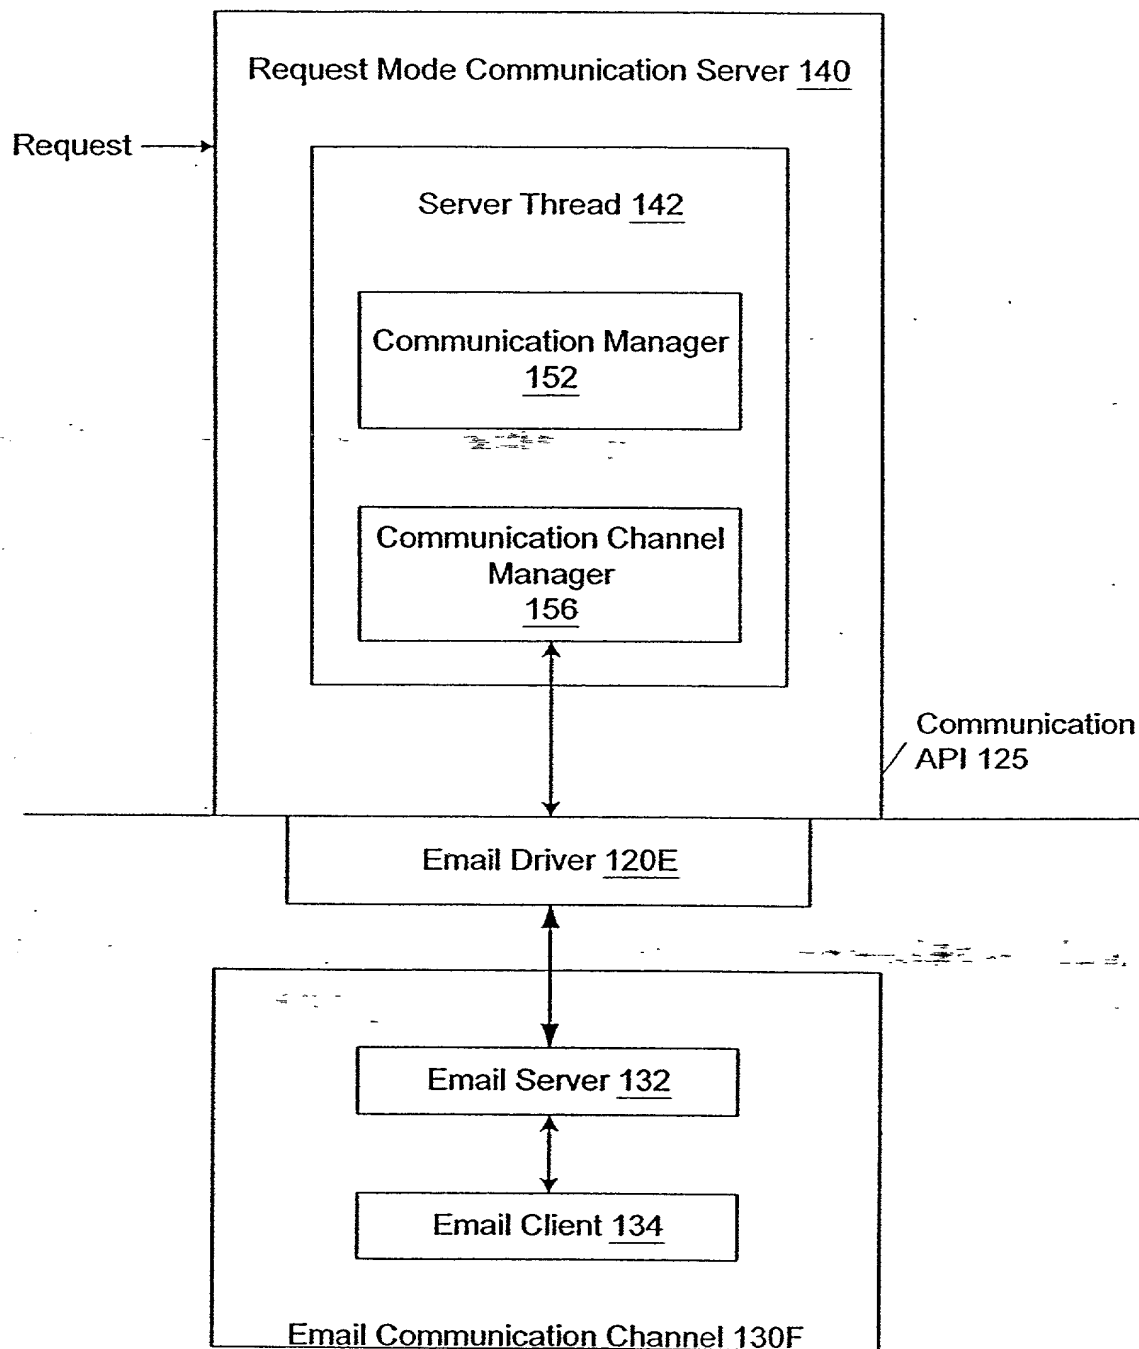 Request Mode Communication Server 140
Request
Server Thread 142
Communication Manager
152
Communication Channel
Manager
156
Communication
API 125
Email Driver 120E
Email Server 132
Email Client 134
Email Communication Channel 130F